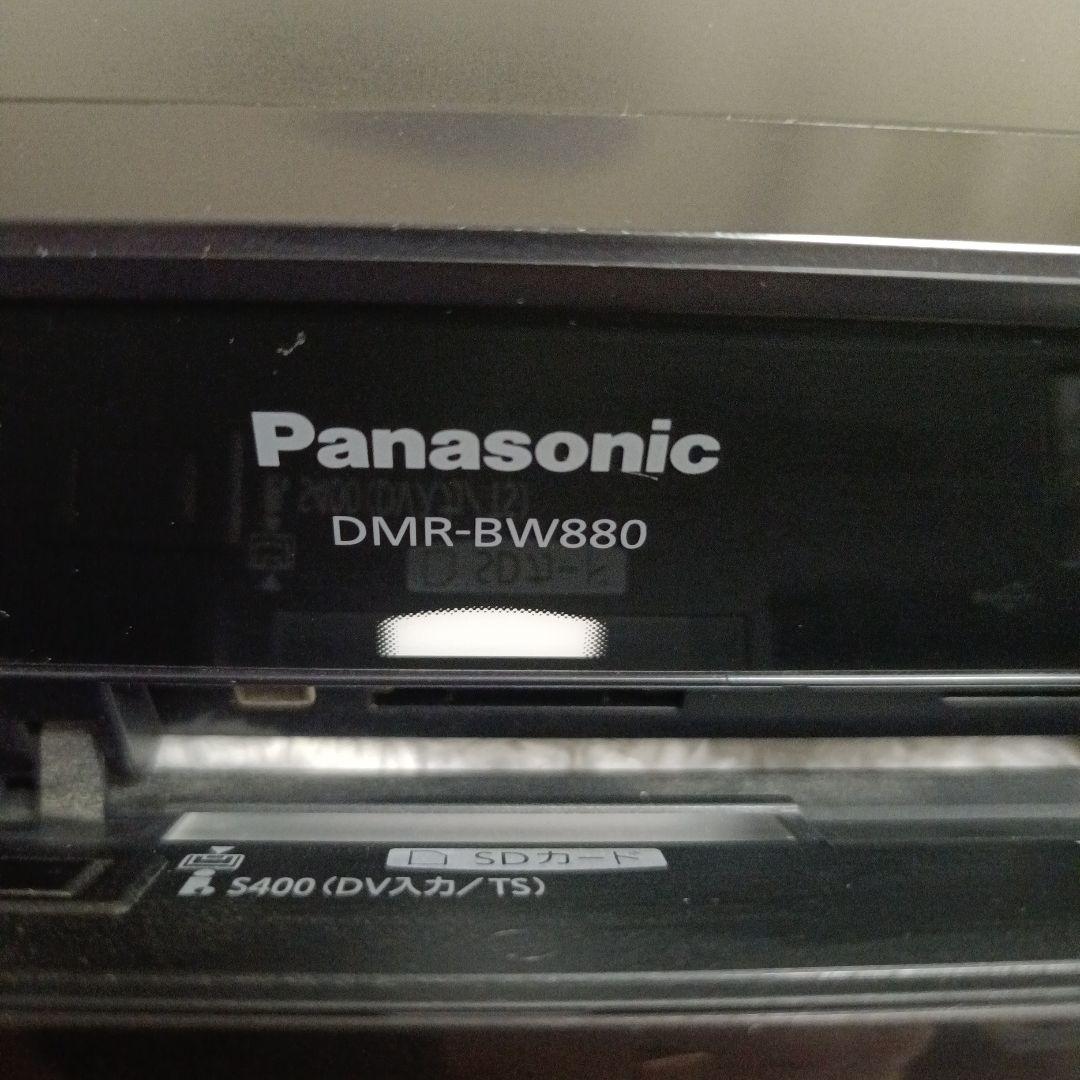 Panasonic
DMR-BW880
SDカード
S400(DV入力/TS)